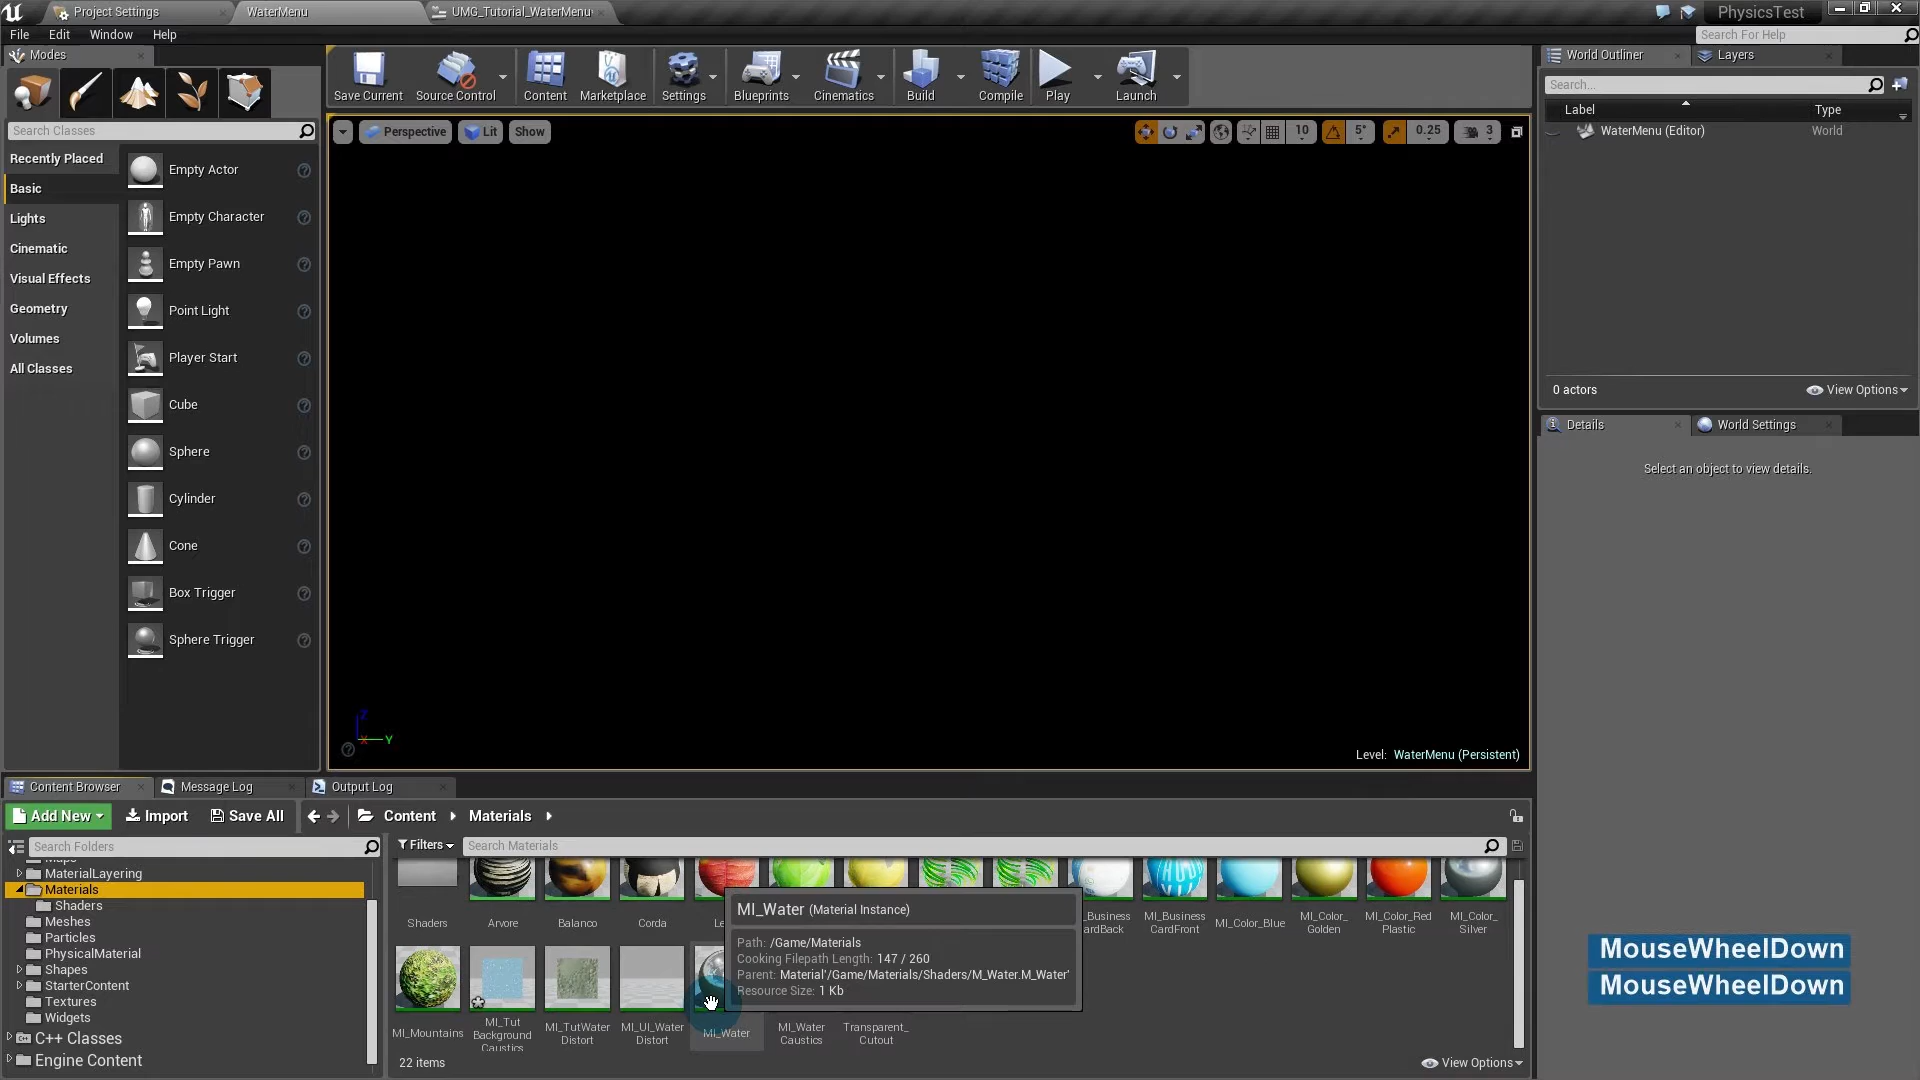 Project Settings
WaterMenu
UMG_Tutorial_WaterMenu
PhysicsTest
File Edit Window Help
Search For Help
Modes
Save Current
Source Control
Content
Marketplace
Settings
Blueprints
Cinematics
Build
Compile
Play
Launch
Search Classes
Recently Placed
Basic
Lights
Cinematic
Visual Effects
Geometry
Volumes
All Classes
Empty Actor
Empty Character
Empty Pawn
Point Light
Player Start
Cube
Sphere
Cylinder
Cone
Box Trigger
Sphere Trigger
Perspective
Lit
Show
10
5°
0.25
3
Z
X
Y
Level: WaterMenu (Persistent)
World Outliner
Layers
Search...
Label
Type
WaterMenu (Editor)
World
0 actors
View Options
Details
World Settings
Select an object to view details.
Content Browser
Message Log
Output Log
Add New
Import
Save All
Content
Materials
Search Folders
Filters
Search Materials
Maps
MaterialLayering
Materials
Shaders
Meshes
Particles
PhysicalMaterial
Shapes
StarterContent
Textures
Widgets
C++ Classes
Engine Content
Shaders
Arvore
Balanco
Corda
Le
MI_Water (Material Instance)
Path: /Game/Materials
Cooking Filepath Length: 147 / 260
Parent: Material'/Game/Materials/Shaders/M_Water.M_Water'
Resource Size: 1 Kb
_Business
ardBack
MI_Business
CardFront
MI_Color_Blue
MI_Color_
Golden
MI_Color_Red
Plastic
MI_Color_
Silver
MI_Mountains
MI_Tut
Background
Caustics
MI_TutWater
Distort
MI_UI_Water
Distort
MI_Water
MI_Water
Caustics
Transparent_
Cutout
22 items
View Options
MouseWheelDown
MouseWheelDown